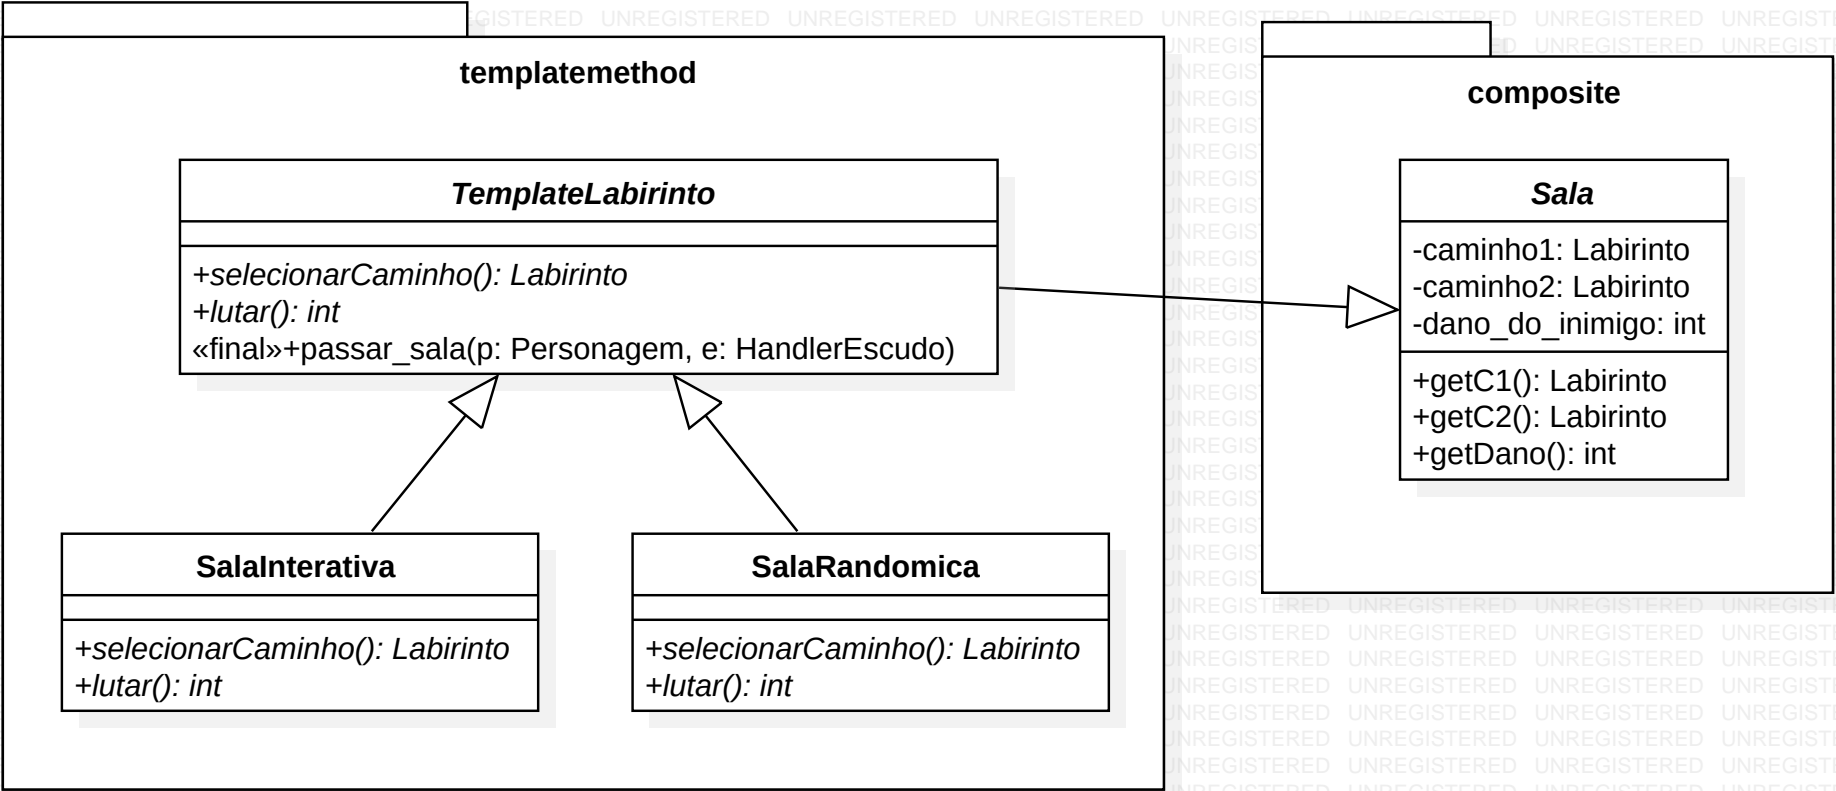 templatemethod
TemplateLabirinto
+selecionarCaminho(): Labirinto
+lutar(): int
«final»+passar_sala(p: Personagem, e: HandlerEscudo)
SalaInterativa
+selecionarCaminho(): Labirinto
+lutar(): int
SalaRandomica
+selecionarCaminho(): Labirinto
+lutar(): int
composite
Sala
-caminho1: Labirinto
-caminho2: Labirinto
-dano_do_inimigo: int
+getC1(): Labirinto
+getC2(): Labirinto
+getDano(): int
UNREGISTERED UNREGISTERED UNREGISTERED UNREGISTERED